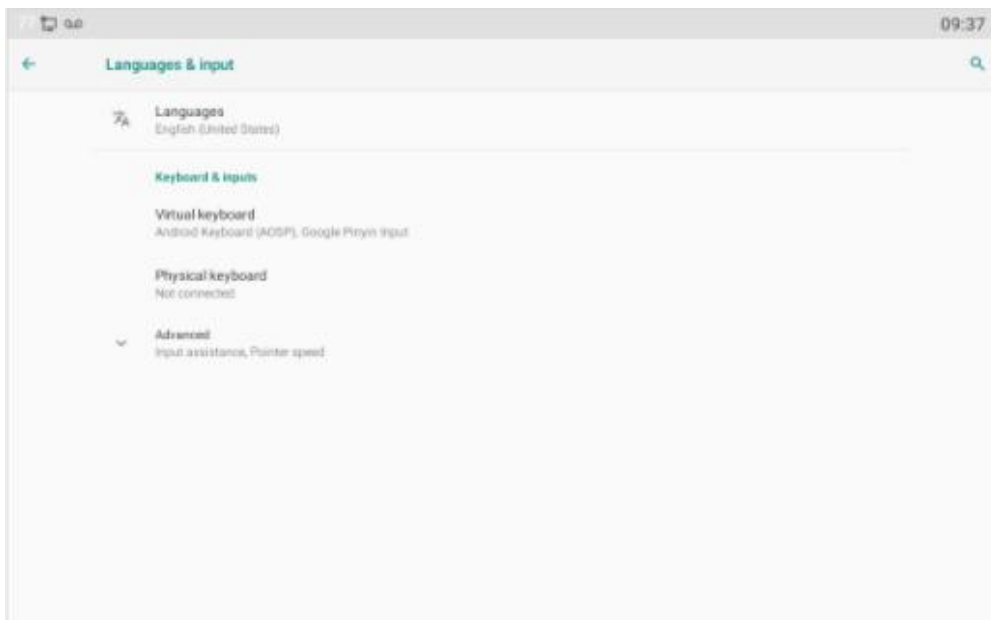 09:37
Languages & input
Languages
English (United States)
Keyboard & inputs
Virtual keyboard
Android Keyboard (AOSP), Google Pinyin Input
Physical keyboard
Not connected
Advanced
Input assistance, Pointer speed